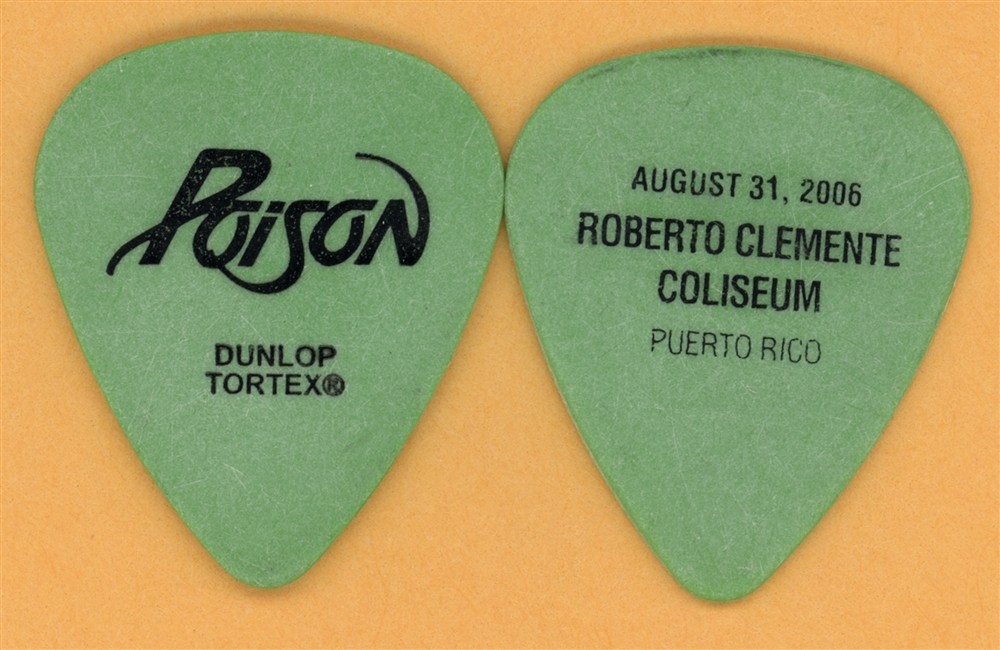 Poison
DUNLOP
TORTEX®
AUGUST 31, 2006
ROBERTO CLEMENTE
COLISEUM
PUERTO RICO